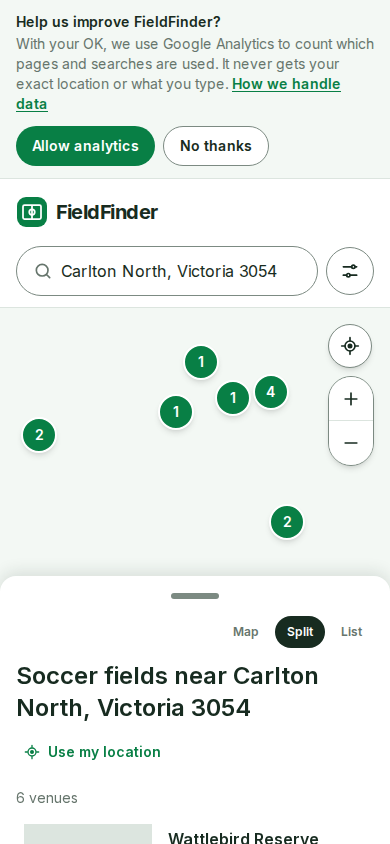 Help us improve FieldFinder?
With your OK, we use Google Analytics to count which
pages and searches are used. It never gets your
exact location or what you type. How we handle
data
Allow analytics
No thanks
FieldFinder
Carlton North, Victoria 3054
1
1
1
4
2
2
Map
Split
List
Soccer fields near Carlton
North, Victoria 3054
Use my location
6 venues
Wattlebird Reserve